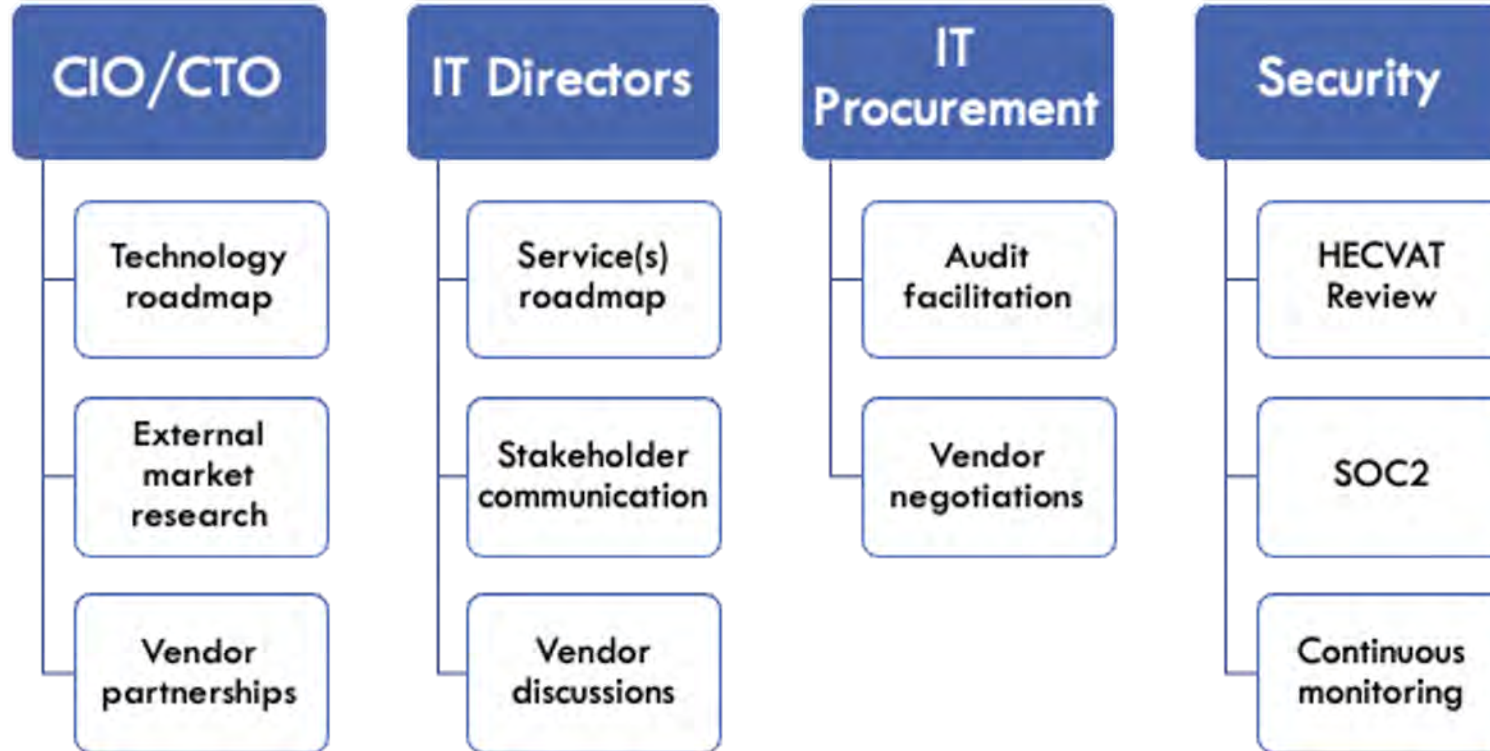 CIO/CTO
Technology
roadmap
External
market
research
Vendor
partnerships
IT Directors
Service(s)
roadmap
Stakeholder
communication
Vendor
discussions
IT
Procurement
Audit
facilitation
Vendor
negotiations
Security
HECVAT
Review
SOC2
Continuous
monitoring